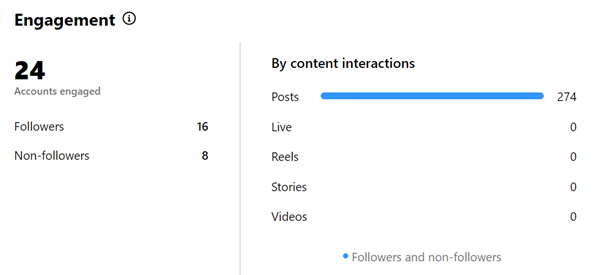 Engagement
24
Accounts engaged
Followers 16
Non-followers 8
By content interactions
Posts 274
Live 0
Reels 0
Stories 0
Videos 0
Followers and non-followers